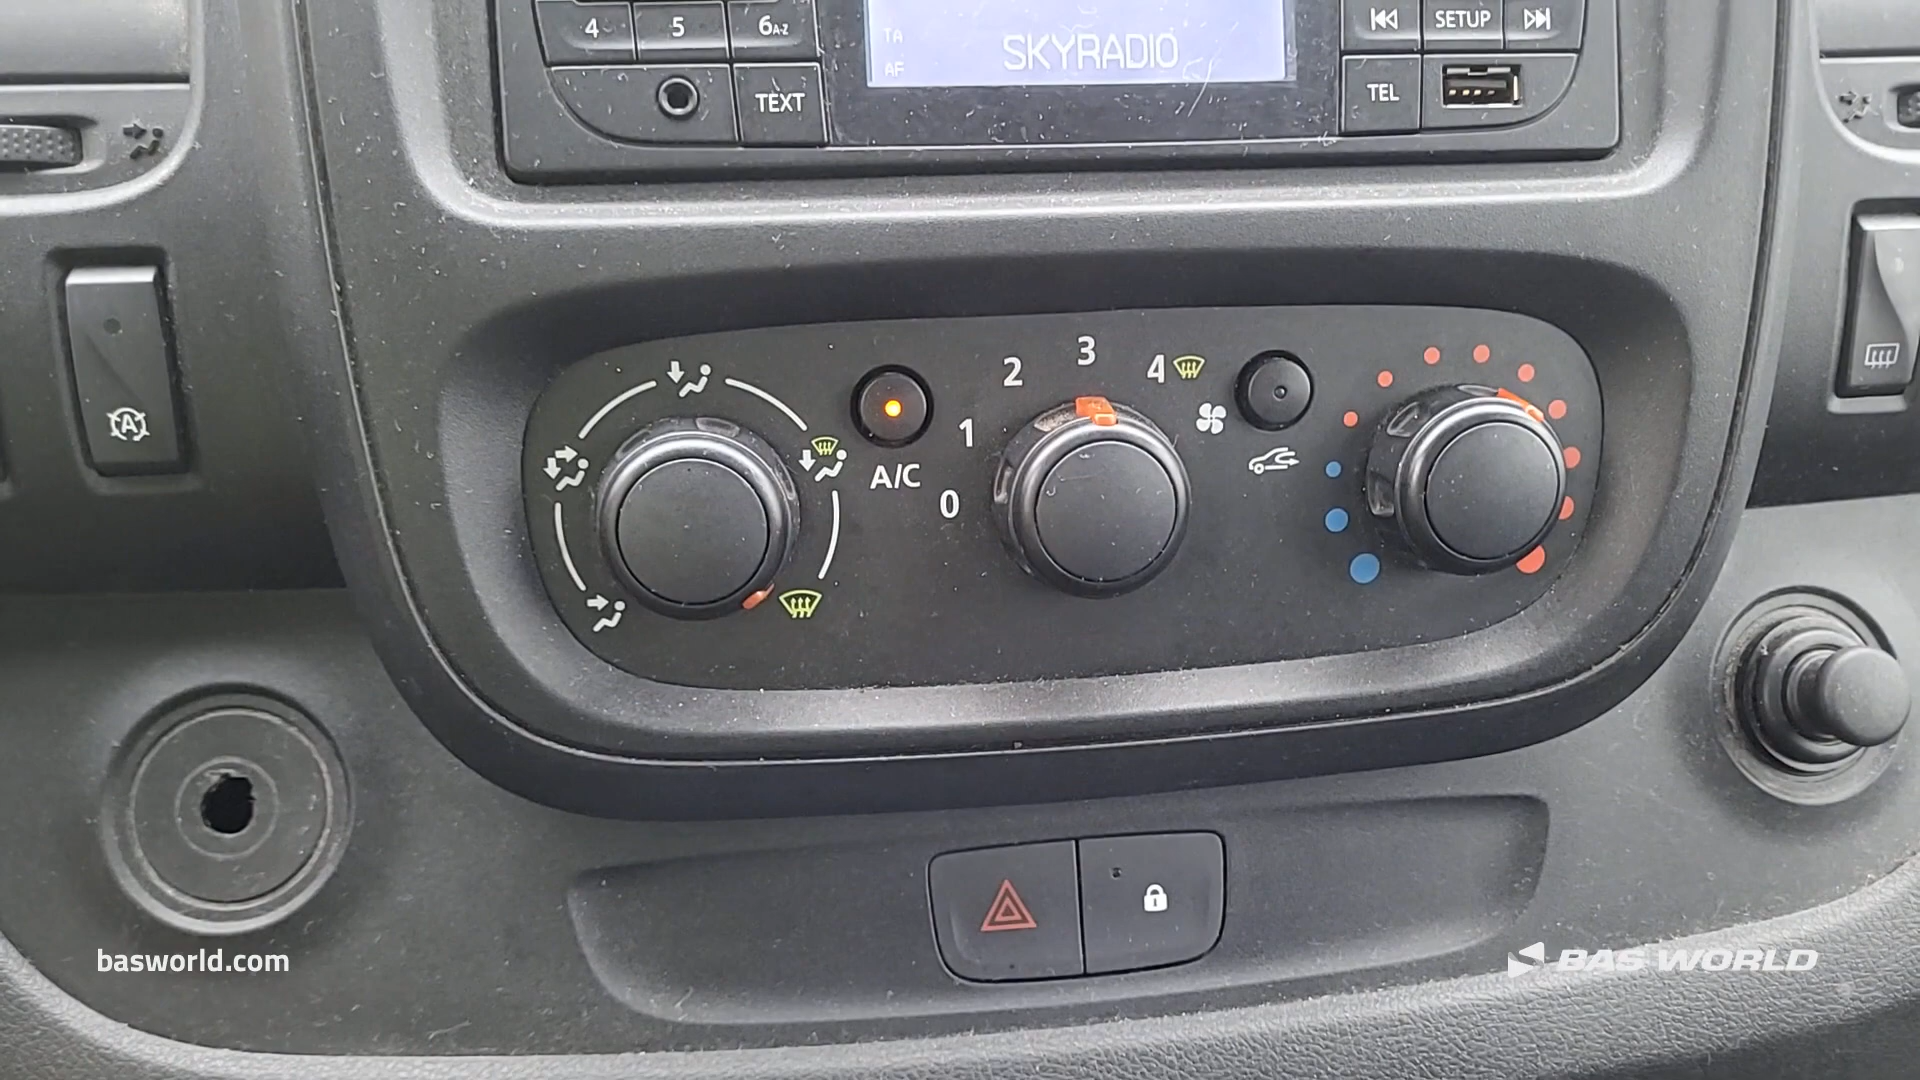 4 5 6A-Z
TEXT
TA
AF
SKYRADIO
SETUP
TEL
A
A/C
0 1 2 3 4
basworld.com
BAS WORLD